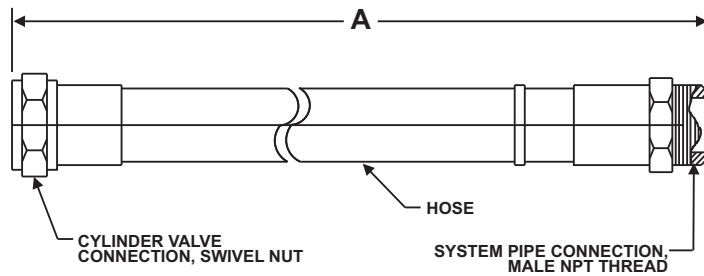 A
HOSE
CYLINDER VALVE
CONNECTION, SWIVEL NUT
SYSTEM PIPE CONNECTION,
MALE NPT THREAD